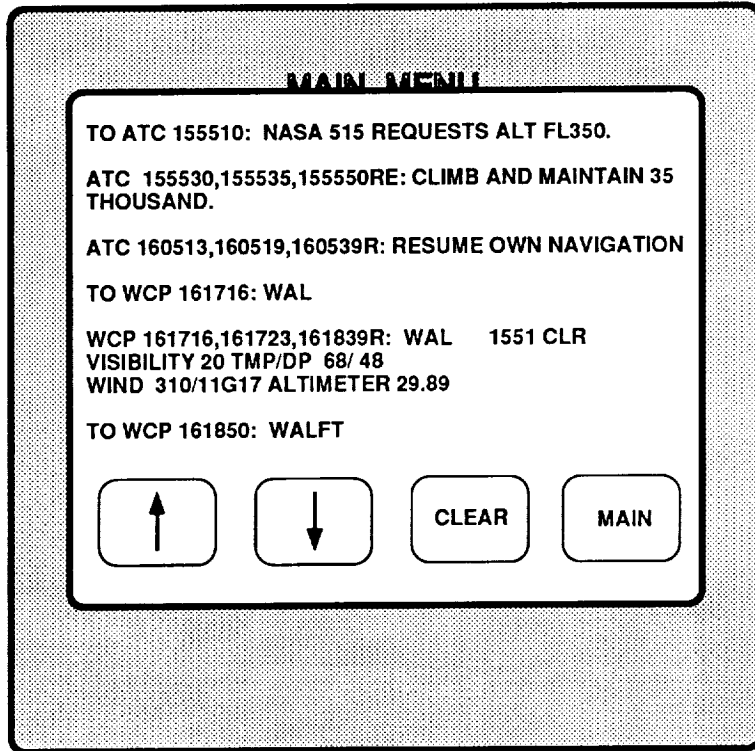 MAIN MENU
TO ATC 155510: NASA 515 REQUESTS ALT FL350.
ATC 155530,155535,155550RE: CLIMB AND MAINTAIN 35
THOUSAND.
ATC 160513,160519,160539R: RESUME OWN NAVIGATION
TO WCP 161716: WAL
WCP 161716,161723,161839R: WAL 1551 CLR
VISIBILITY 20 TMP/DP 68/ 48
WIND 310/11G17 ALTIMETER 29.89
TO WCP 161850: WALFT
CLEAR MAIN